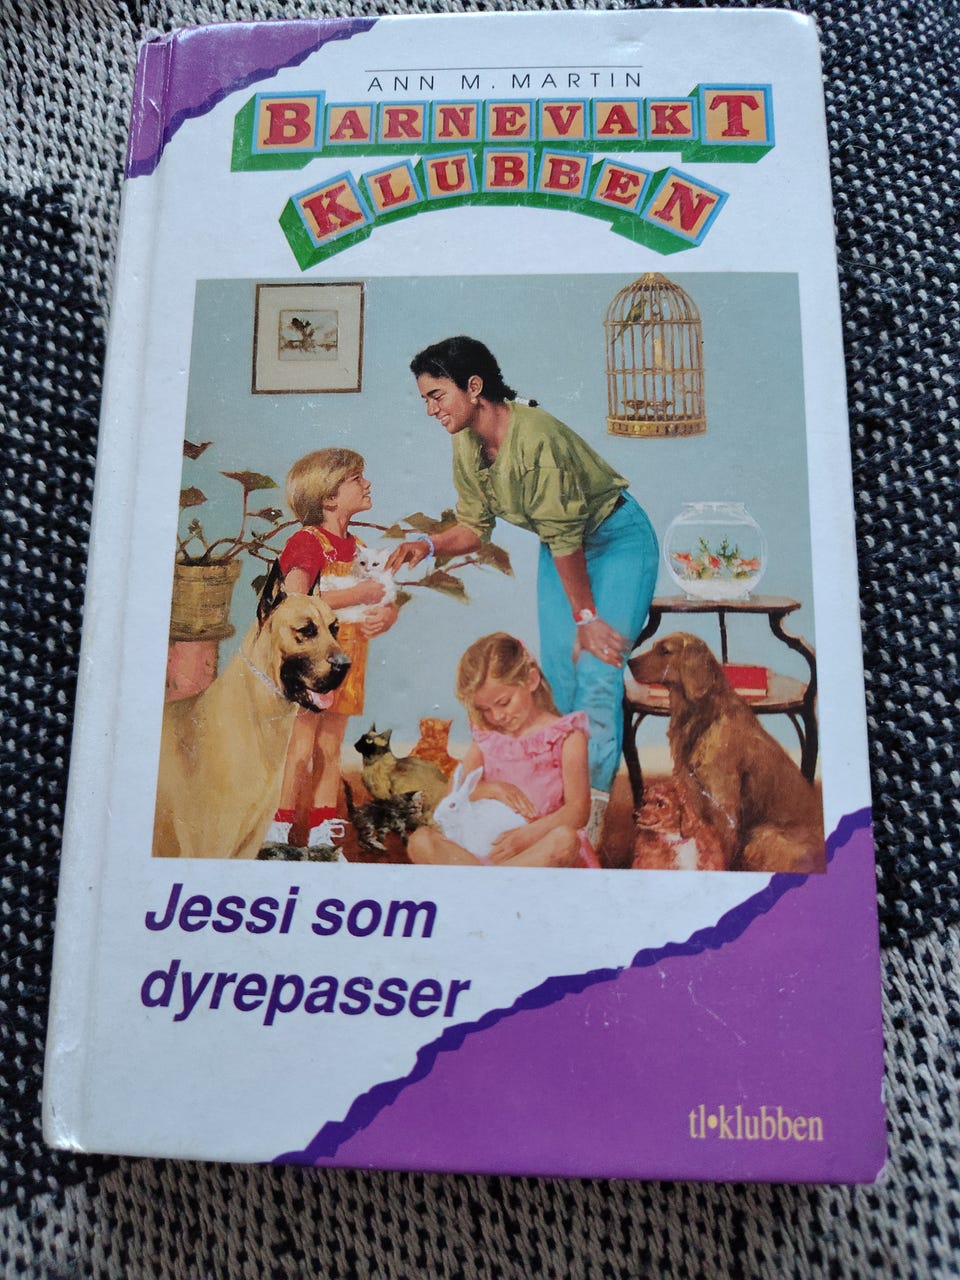 ANN M. MARTIN
BARNEVAKT
KLUBBEN
Jessi som
dyrepasser
tl•klubben